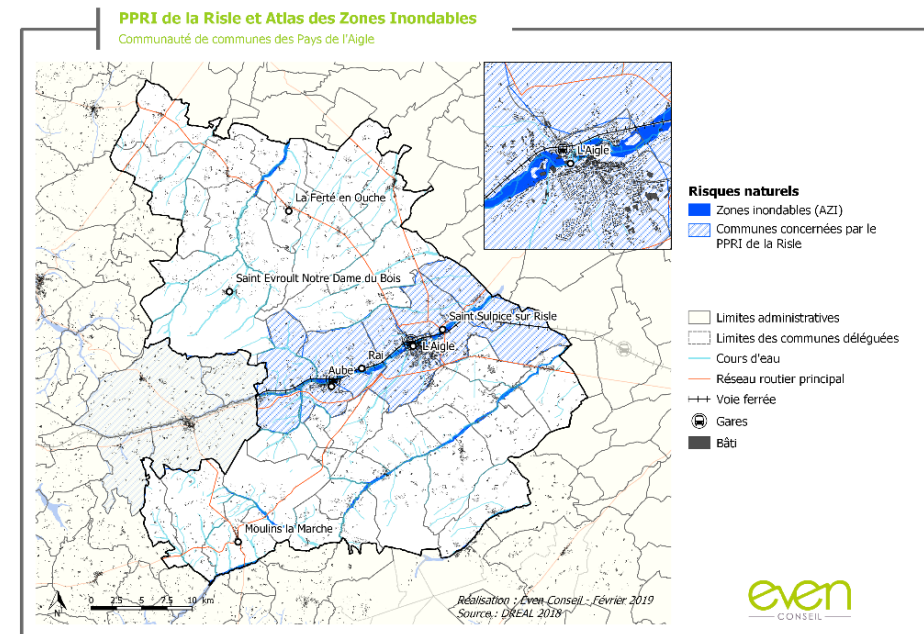 PPRI de la Risle et Atlas des Zones Inondables
Communauté de communes des Pays de l'Aigle
L'Aigle
La Ferté en Ouche
Saint Evroult Notre Dame du Bois
Saint Sulpice sur Risle
L'Aigle
Rai
Aube
Moulins la Marche
Risques naturels
Zones inondables (AZI)
Communes concernées par le
PPRI de la Risle
Limites administratives
Limites des communes déléguées
Cours d'eau
Réseau routier principal
Voie ferrée
Gares
Bâti
N
0 2.5 5 7.5 10 km
Réalisation : Even Conseil - Février 2019
Source : DREAL 2018
even
CONSEIL